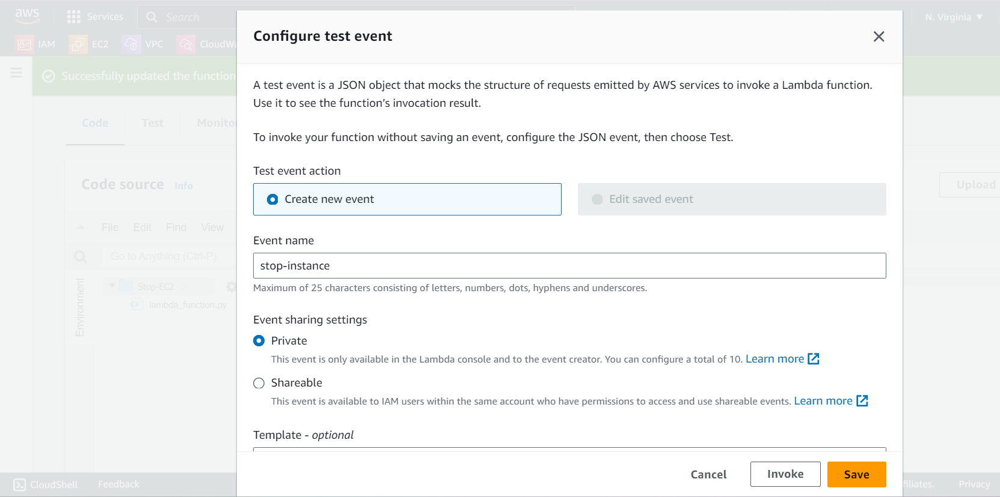 aws
Services
Search
N. Virginia
IAM
EC2
VPC
Successfully updated the function
Code
Test
Code source
Info
Upload
File
Edit
Find
View
Go to Anything (Ctrl-P)
Environment
Stop-EC2
/
lambda_function.py
Configure test event
A test event is a JSON object that mocks the structure of requests emitted by AWS services to invoke a Lambda function.
Use it to see the function’s invocation result.
To invoke your function without saving an event, configure the JSON event, then choose Test.
Test event action
Create new event
Edit saved event
Event name
stop-instance
Maximum of 25 characters consisting of letters, numbers, dots, hyphens and underscores.
Event sharing settings
Private
This event is only available in the Lambda console and to the event creator. You can configure a total of 10. Learn more
Shareable
This event is available to IAM users within the same account who have permissions to access and use shareable events. Learn more
Template - optional
Cancel
Invoke
Save
CloudShell
Feedback
Privacy